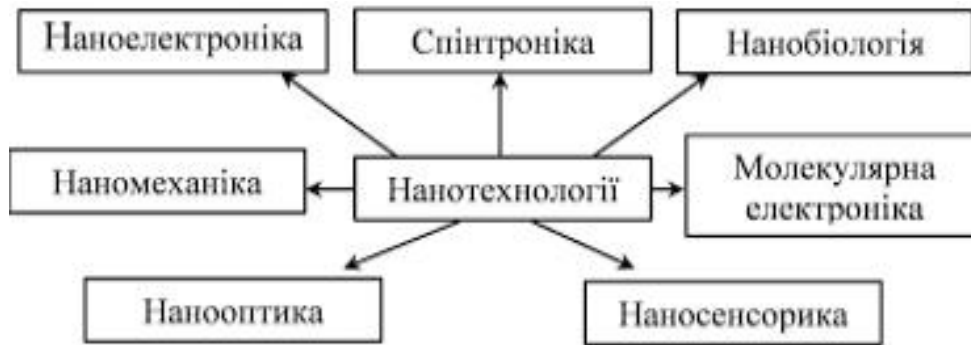 Наноелектроніка
Спінтроніка
Нанобіологія
Наномеханіка
Нанотехнології
Молекулярна
електроніка
Нанооптика
Наносенсорика